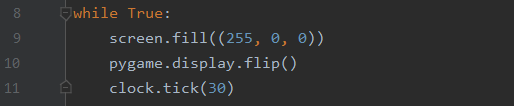 8 while True:
9     screen.fill((255, 0, 0))
10     pygame.display.flip()
11     clock.tick(30)